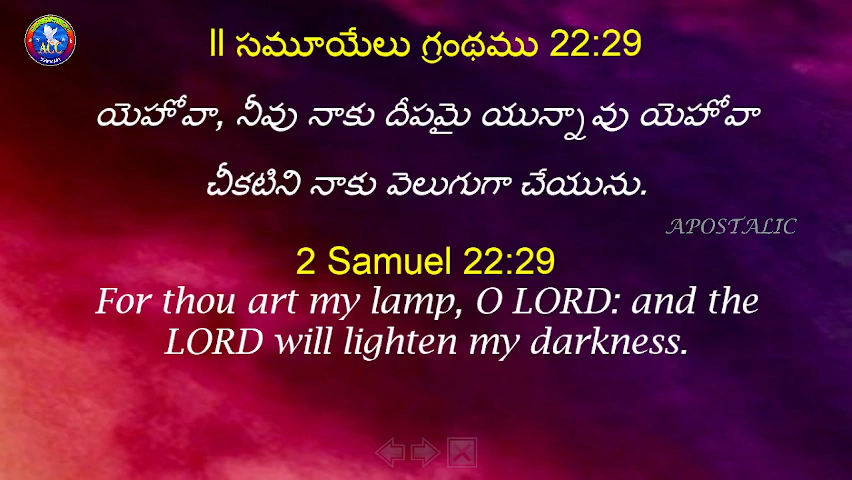 ACC
II సమూయేలు గ్రంథము 22:29
యెహోవా, నీవు నాకు దీపమై యున్నావు యెహోవా
చీకటిని నాకు వెలుగుగా చేయును.
APOSTALIC
2 Samuel 22:29
For thou art my lamp, O LORD: and the
LORD will lighten my darkness.